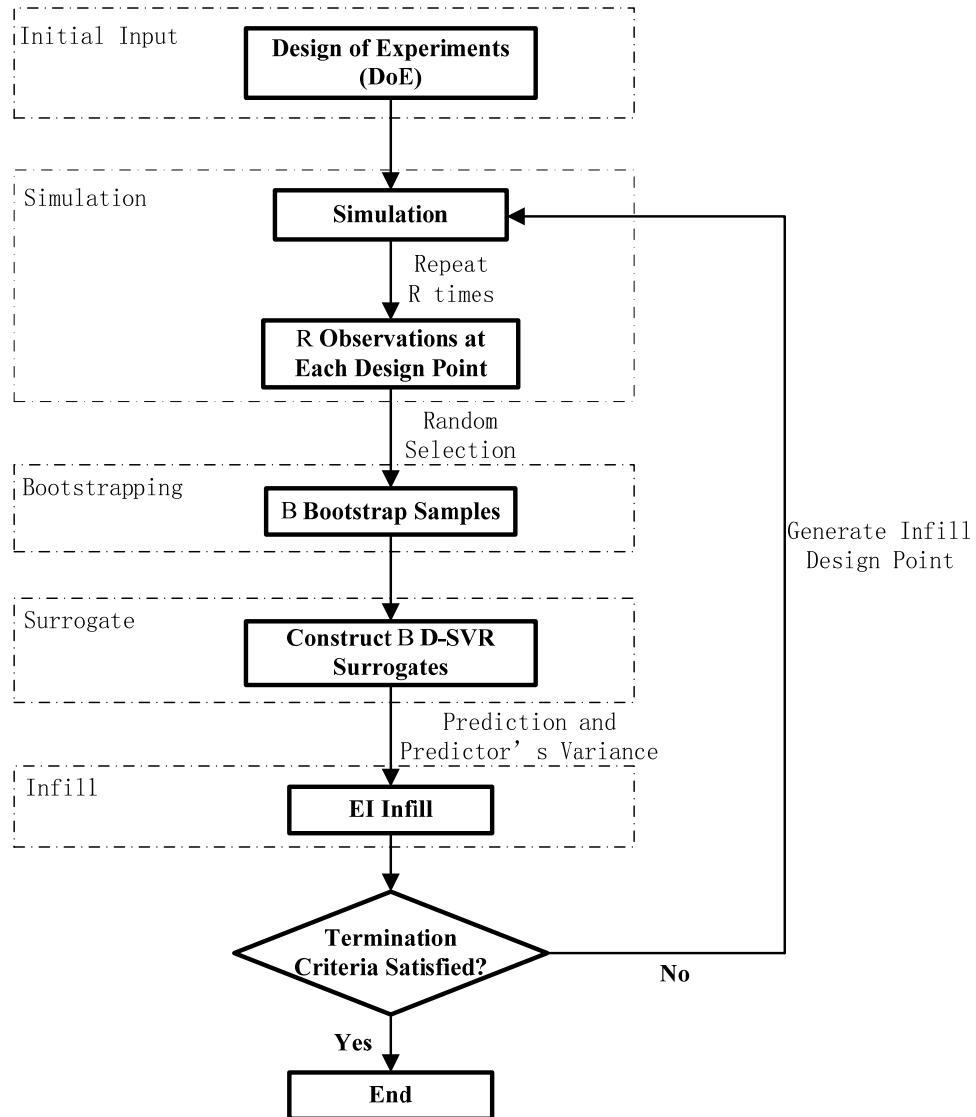 Initial Input
Design of Experiments
(DoE)
Simulation
Simulation
Repeat
R times
R Observations at
Each Design Point
Random
Selection
Bootstrapping
B Bootstrap Samples
Generate Infill
Design Point
Surrogate
Construct B D-SVR
Surrogates
Prediction and
Predictor’s Variance
Infill
EI Infill
Termination
Criteria Satisfied?
No
Yes
End